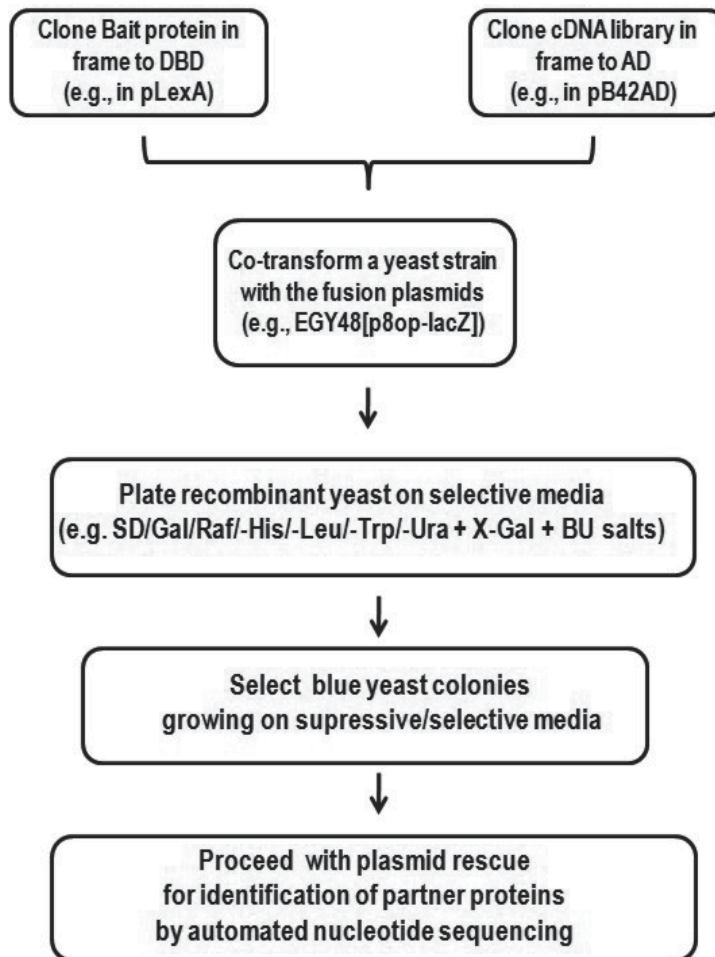 Clone Bait protein in
frame to DBD
(e.g., in pLexA)
Clone cDNA library in
frame to AD
(e.g., in pB42AD)
Co-transform a yeast strain
with the fusion plasmids
(e.g., EGY48[p8op-lacZ])
Plate recombinant yeast on selective media
(e.g. SD/Gal/Raf/-His/-Leu/-Trp/-Ura + X-Gal + BU salts)
Select blue yeast colonies
growing on supressive/selective media
Proceed with plasmid rescue
for identification of partner proteins
by automated nucleotide sequencing